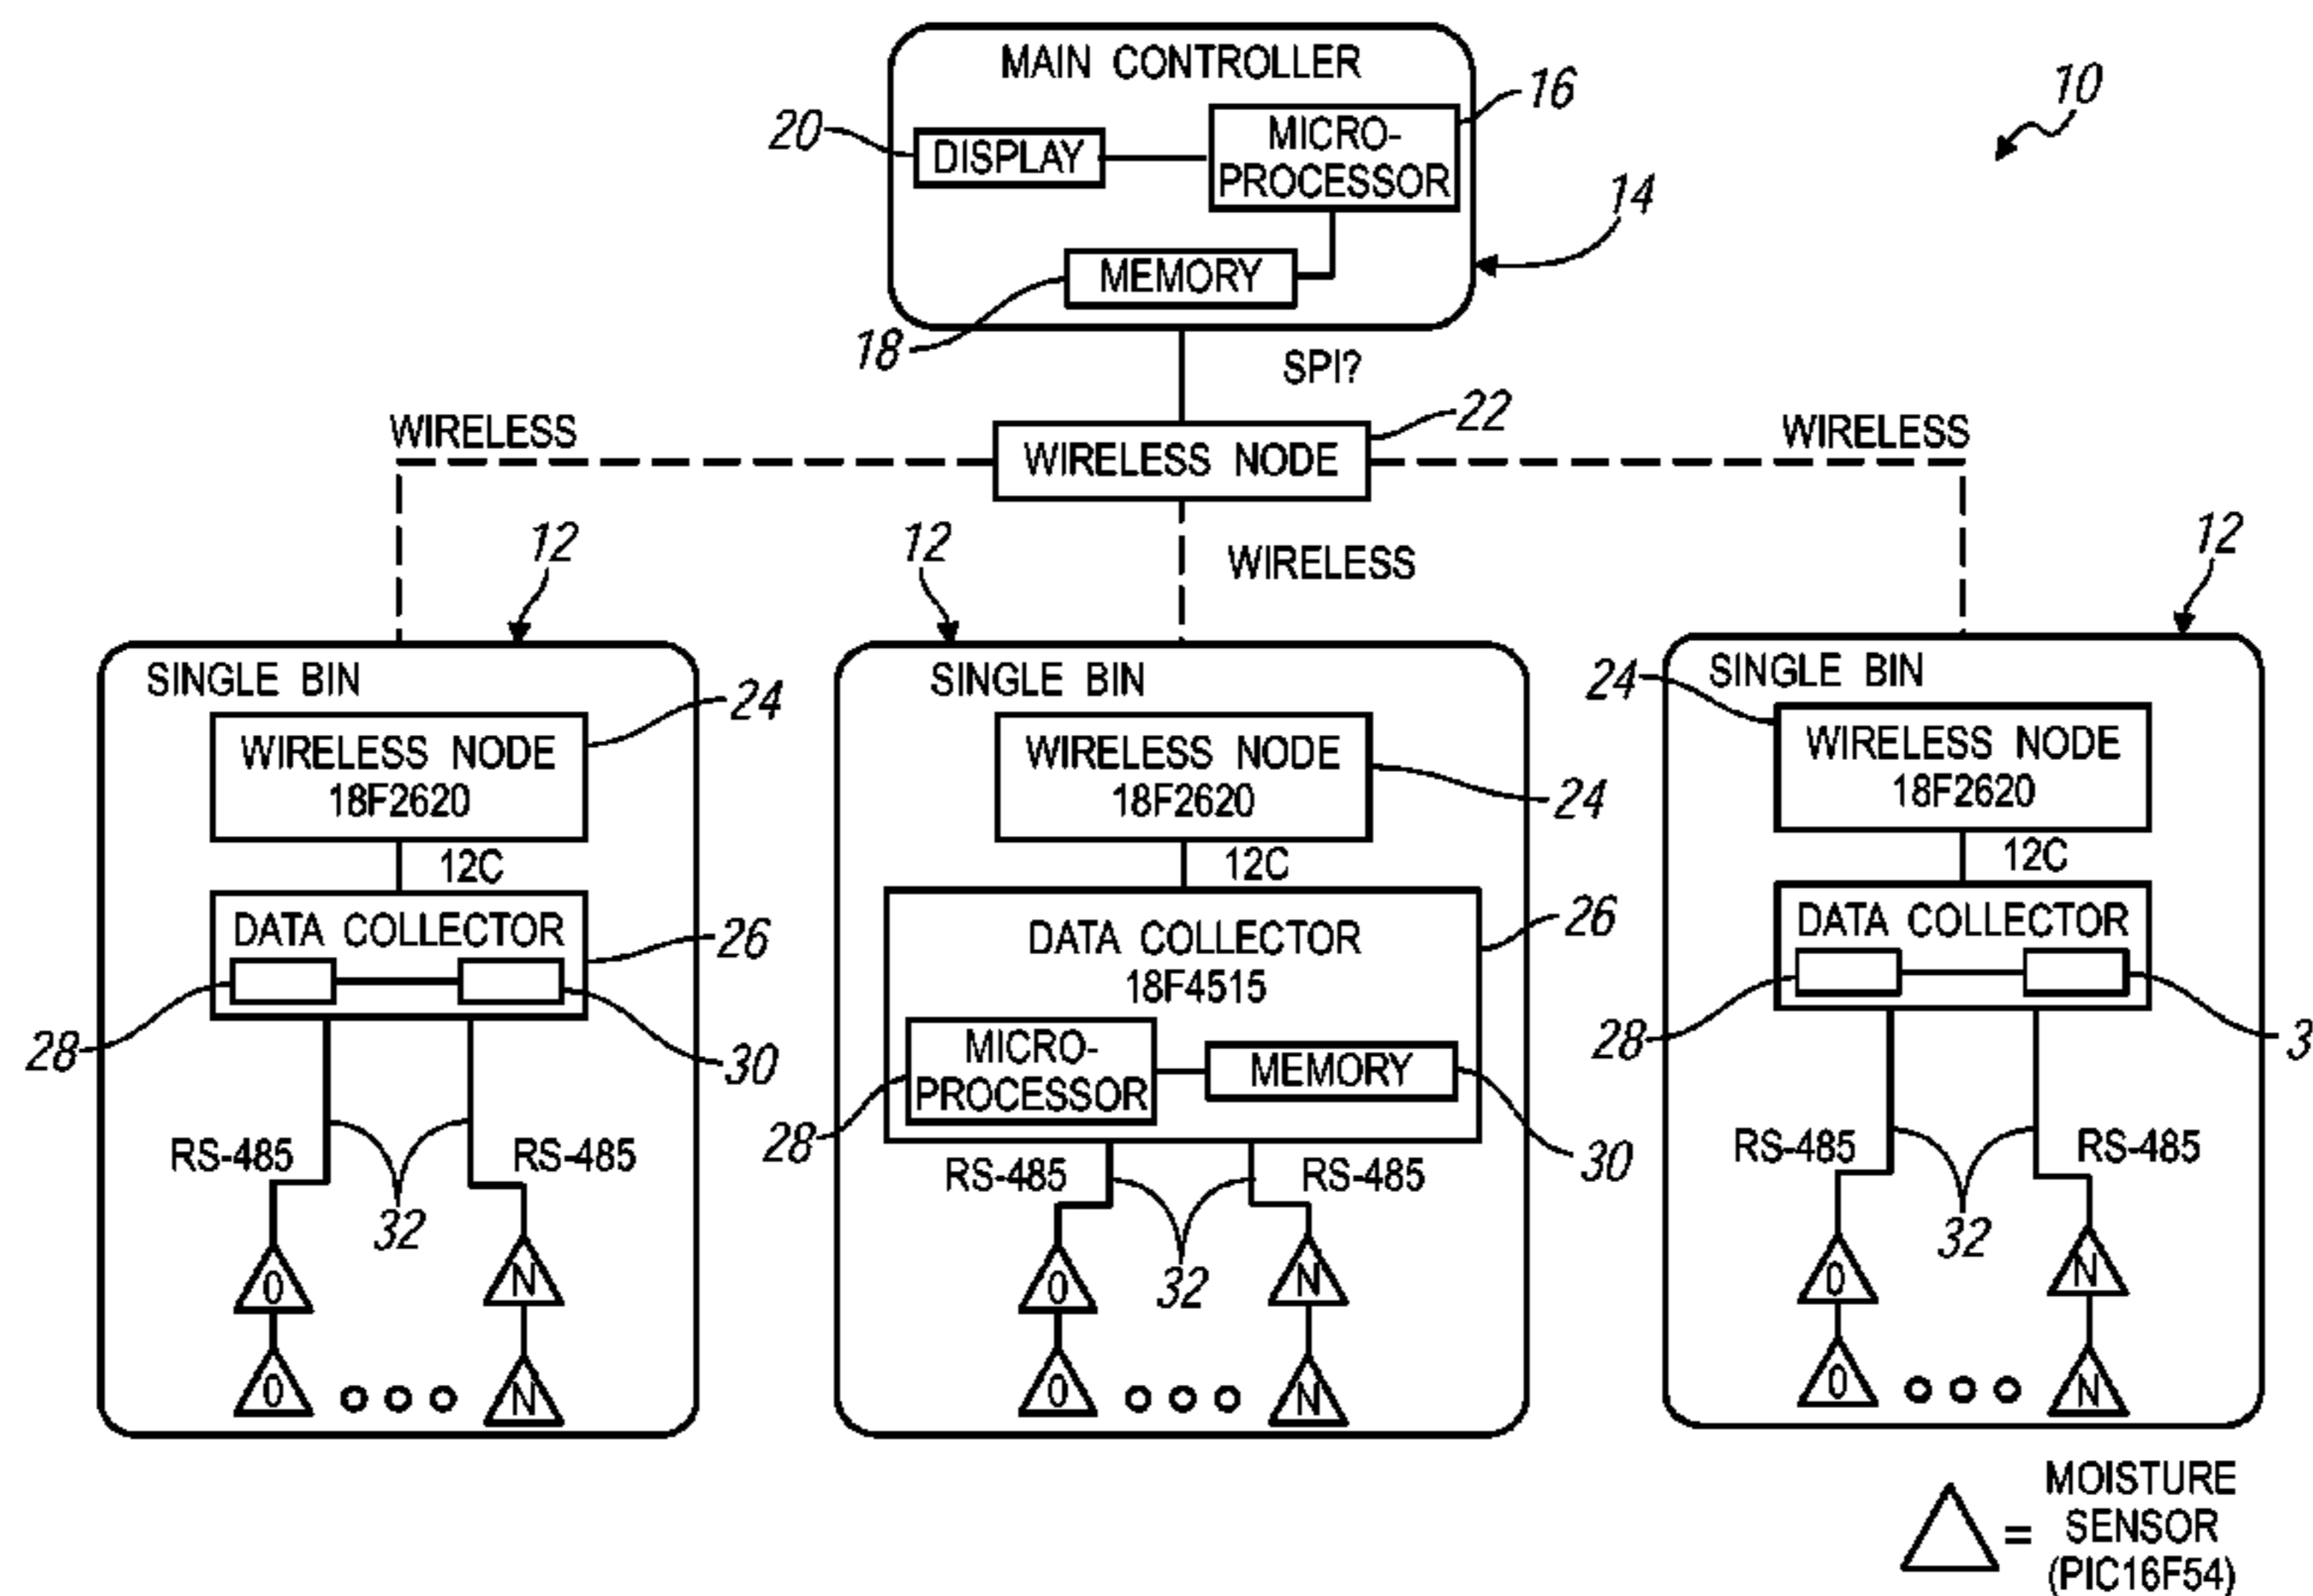 MAIN CONTROLLER
10
16
20
DISPLAY
MICRO-
PROCESSOR
14
MEMORY
18
SPI?
22
WIRELESS
WIRELESS NODE
WIRELESS
12
12
WIRELESS
12
SINGLE BIN
24
WIRELESS NODE
18F2620
12C
DATA COLLECTOR
26
28
30
RS-485
RS-485
32
0
N
0
N
SINGLE BIN
WIRELESS NODE
18F2620
24
12C
DATA COLLECTOR
18F4515
26
MICRO-
PROCESSOR
MEMORY
28
30
RS-485
RS-485
32
0
N
0
N
SINGLE BIN
24
WIRELESS NODE
18F2620
12C
DATA COLLECTOR
28
3
RS-485
RS-485
32
0
N
0
N
MOISTURE
= SENSOR
(PIC16F54)